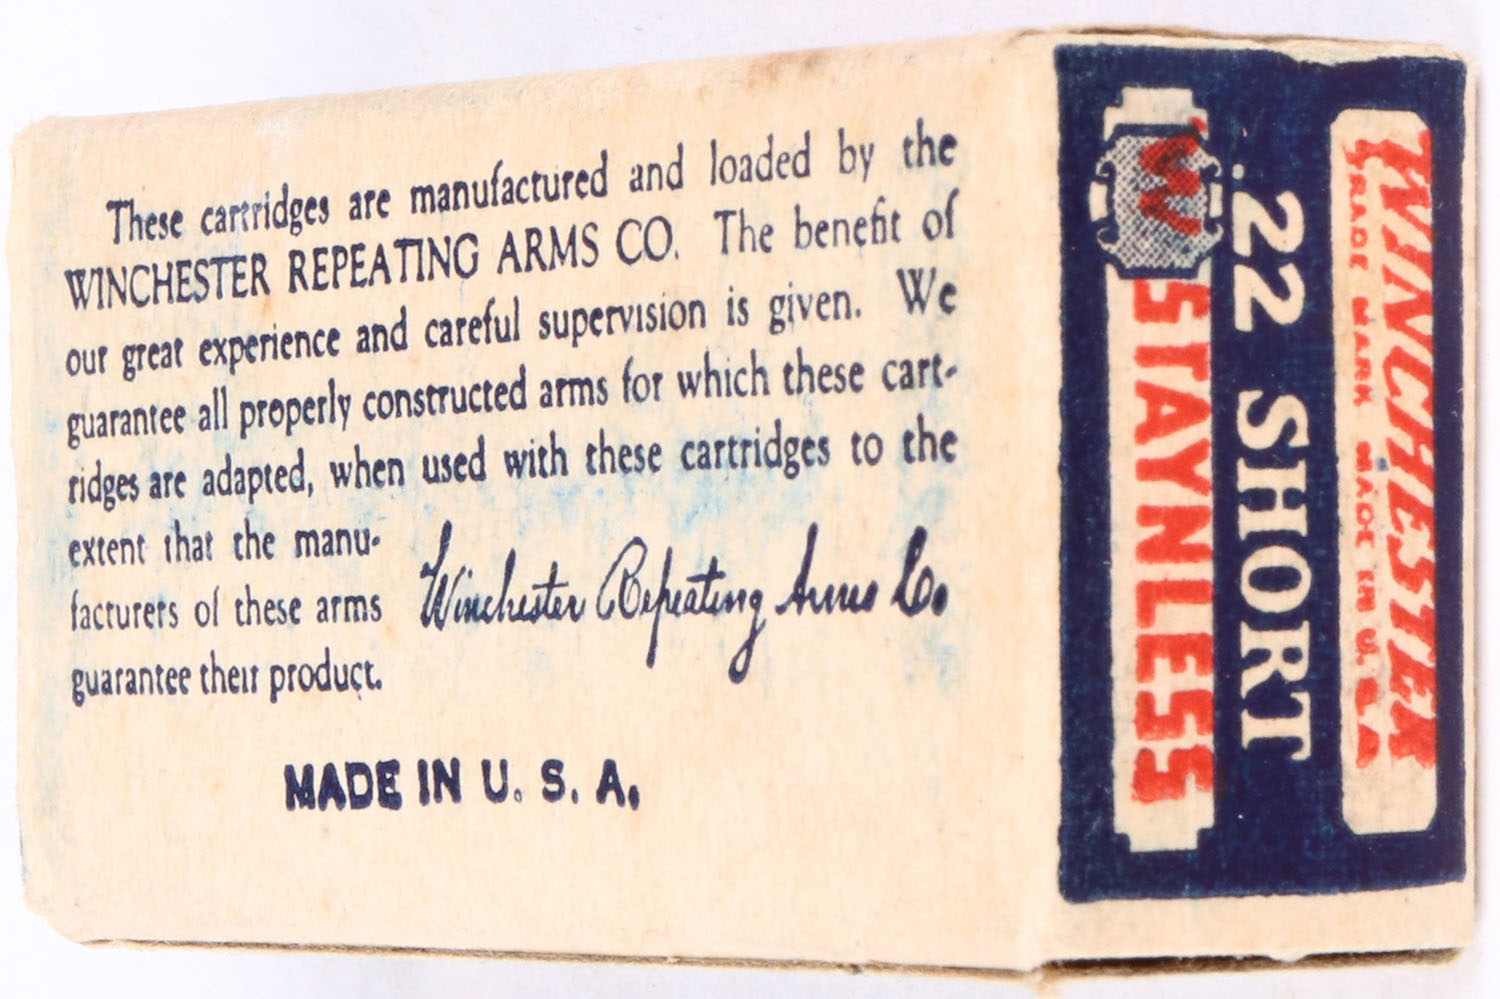 These cartridges are manufactured and loaded by the
WINCHESTER REPEATING ARMS CO. The benefit of
our great experience and careful supervision is given. We
guarantee all properly constructed arms for which these cart-
ridges are adapted, when used with these cartridges to the
extent that the manu-
facturers of these arms
guarantee their product.
Winchester Repeating Arms Co.
MADE IN U. S. A.
WINCHESTER
TRADE MARK MADE IN U.S.A.
.22 SHORT
W
STAYNLESS